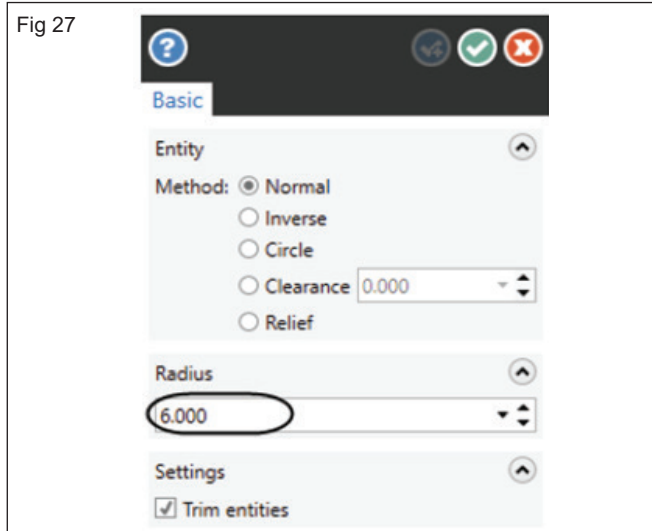 Fig 27
?
Basic
Entity
Method: Normal
Inverse
Circle
Clearance 0.000
Relief
Radius
6.000
Settings
Trim entities